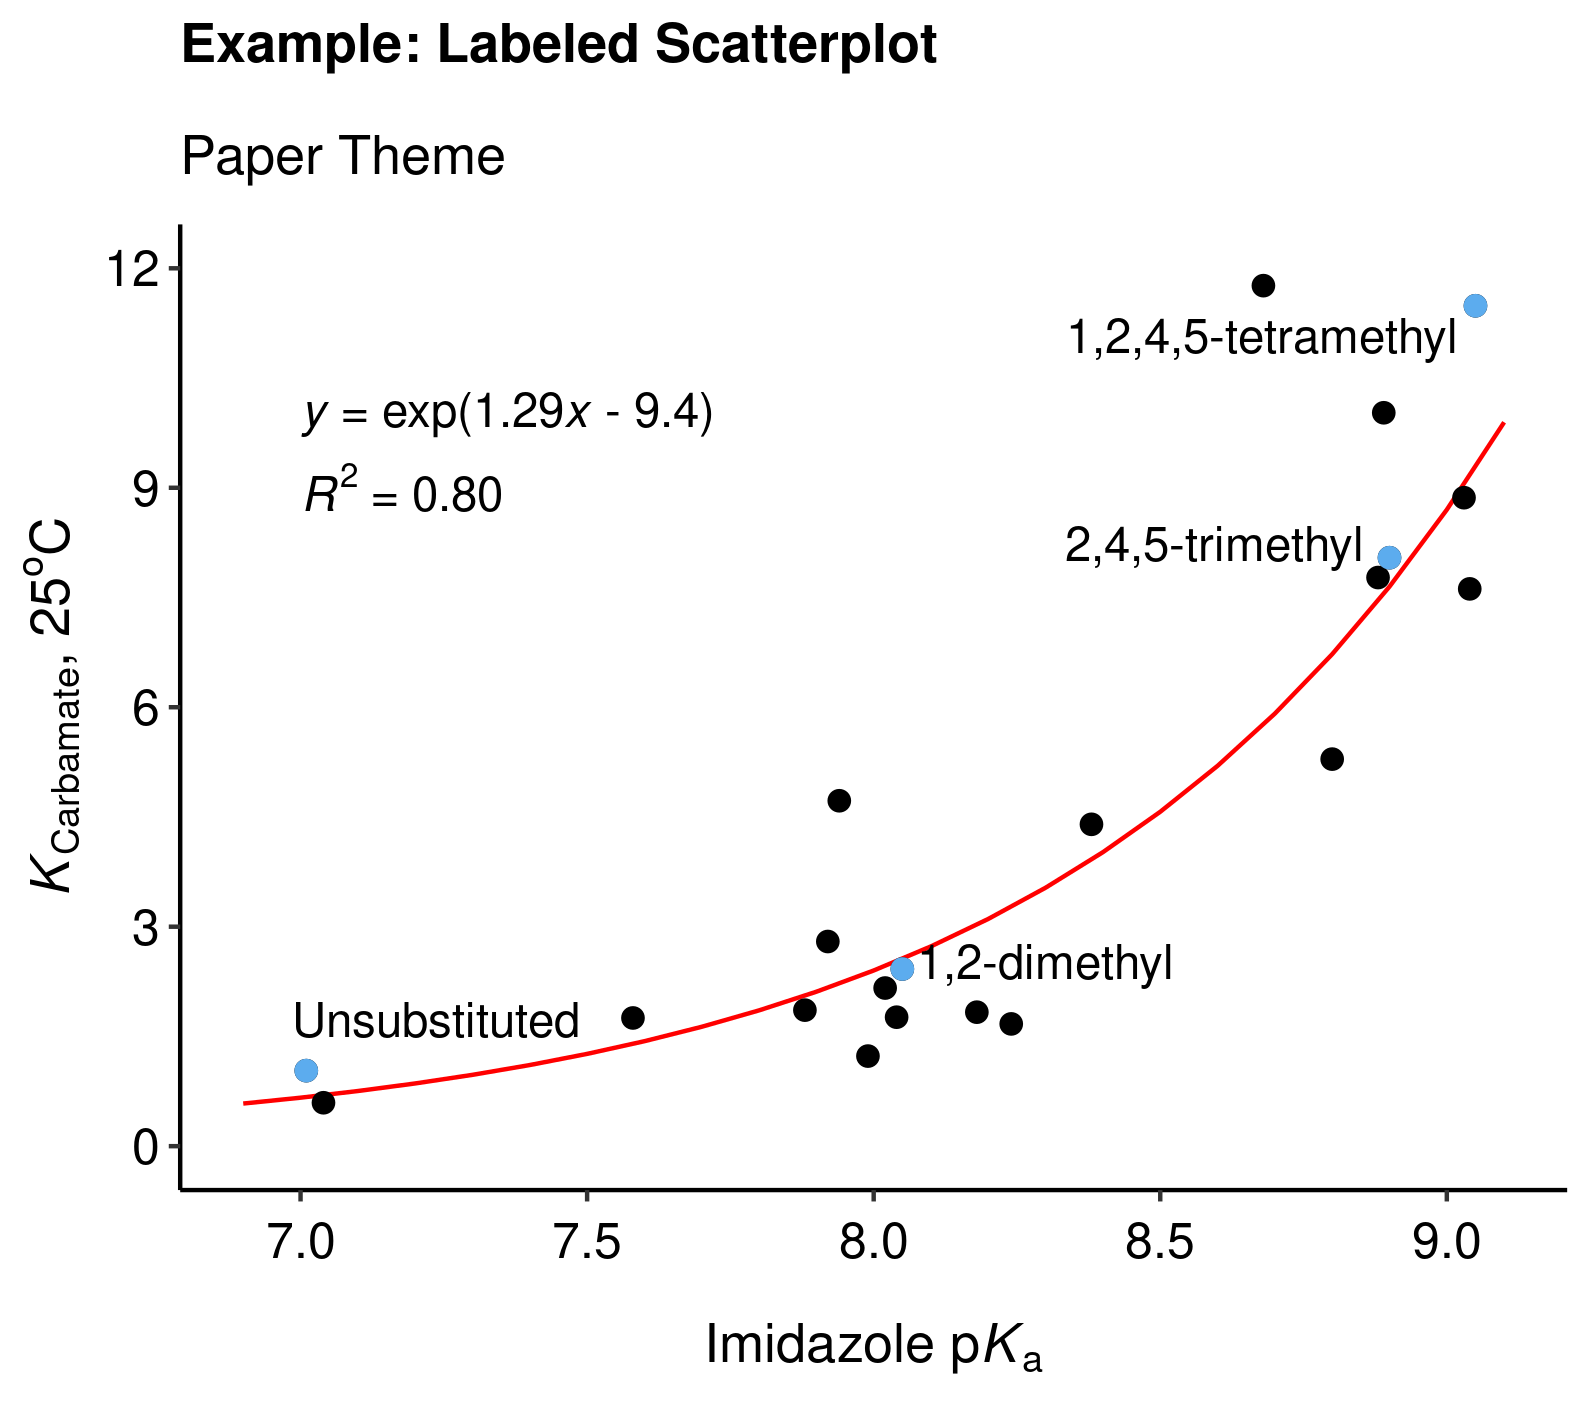 Example: Labeled Scatterplot
Paper Theme
12
9
6
3
0
K_Carbamate, 25°C
1,2,4,5-tetramethyl
y = exp(1.29x - 9.4)
R² = 0.80
2,4,5-trimethyl
1,2-dimethyl
Unsubstituted
7.0 7.5 8.0 8.5 9.0
Imidazole pKₐ